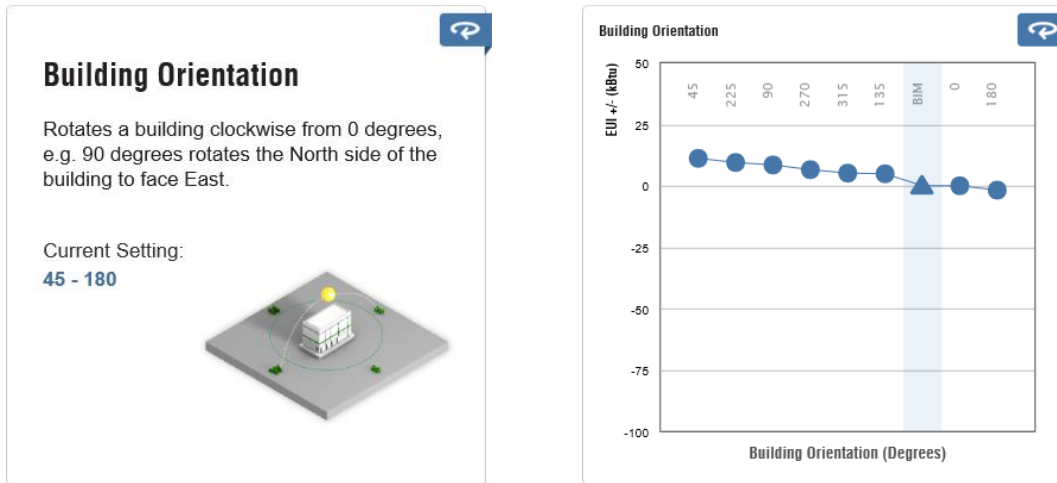 Building Orientation
Rotates a building clockwise from 0 degrees,
e.g. 90 degrees rotates the North side of the
building to face East.
Current Setting:
45 - 180
Building Orientation
EUI +/- (kBtu)
50
25
0
-25
-50
-75
-100
45
225
90
270
315
135
BIM
0
180
Building Orientation (Degrees)